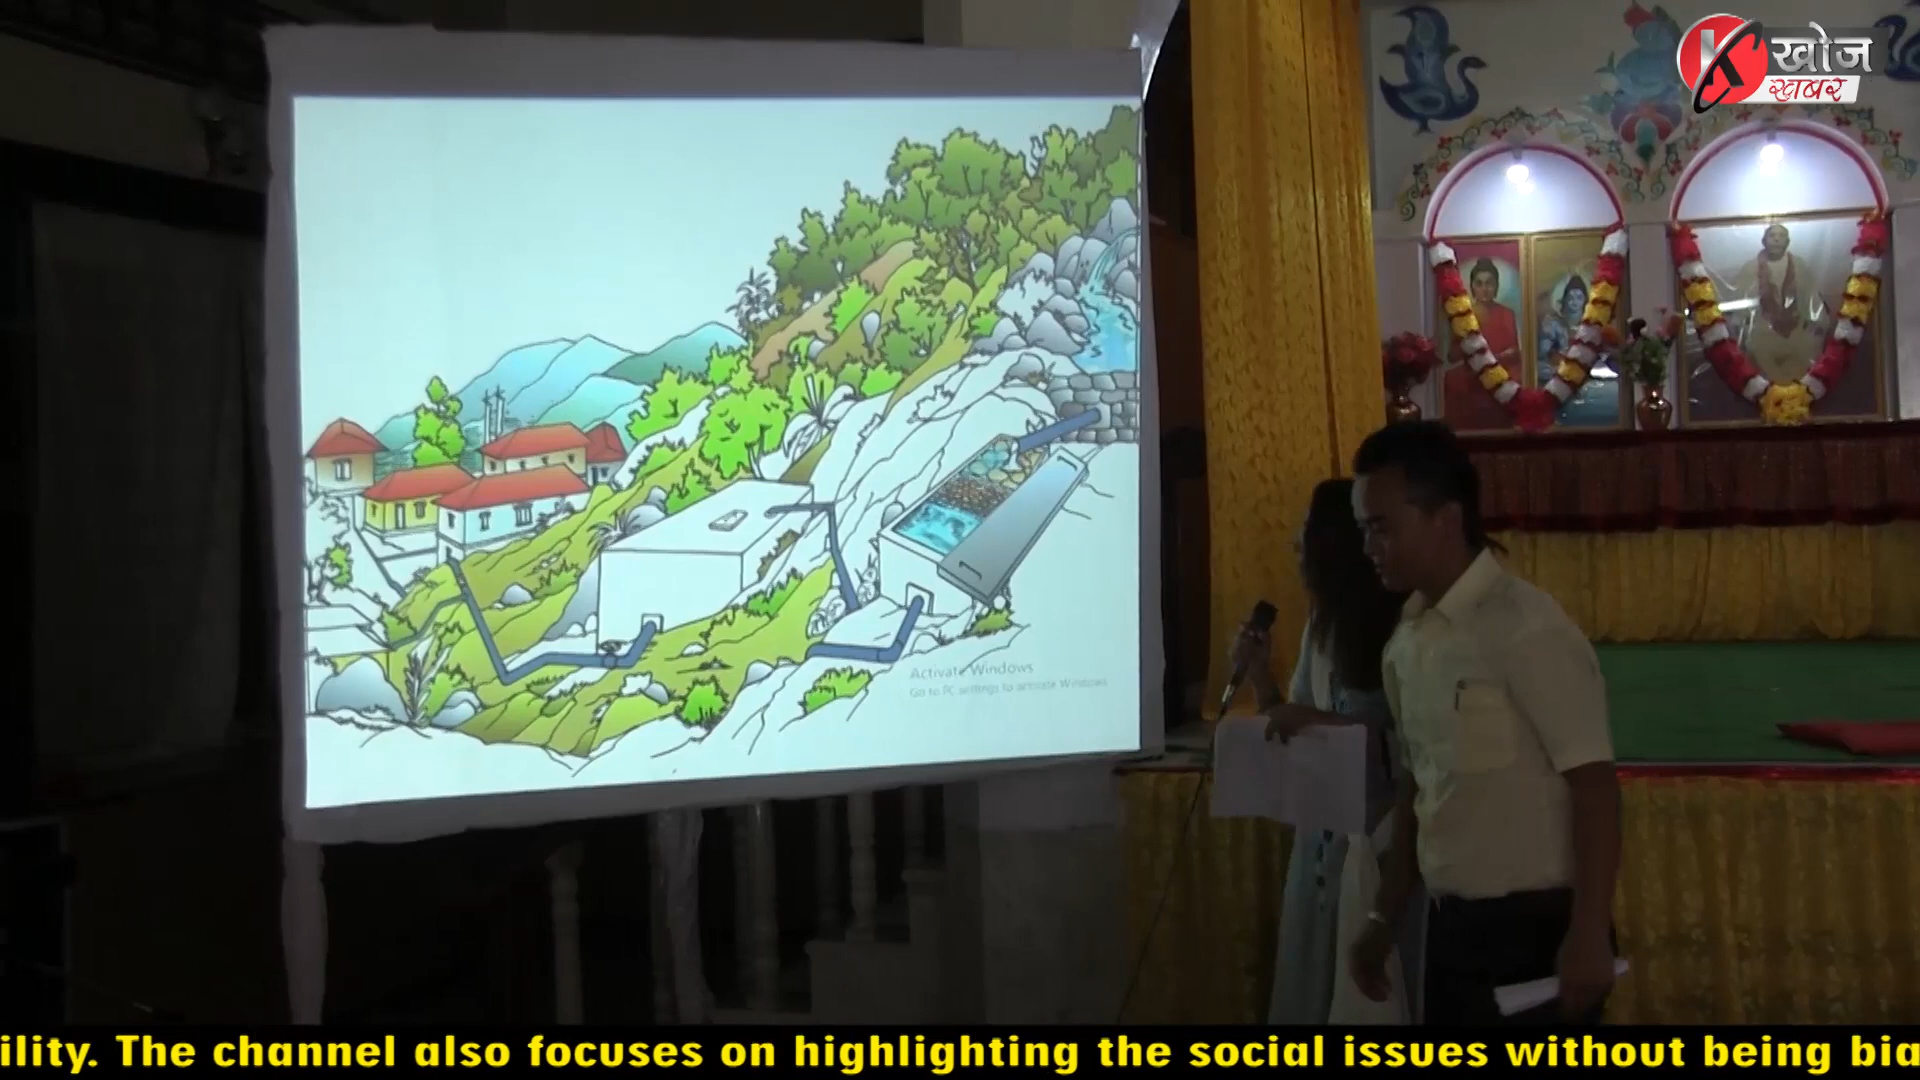 खोज
खबर
Activate Windows
Go to PC settings to activate Windows.
ility. The channel also focuses on highlighting the social issues without being bia